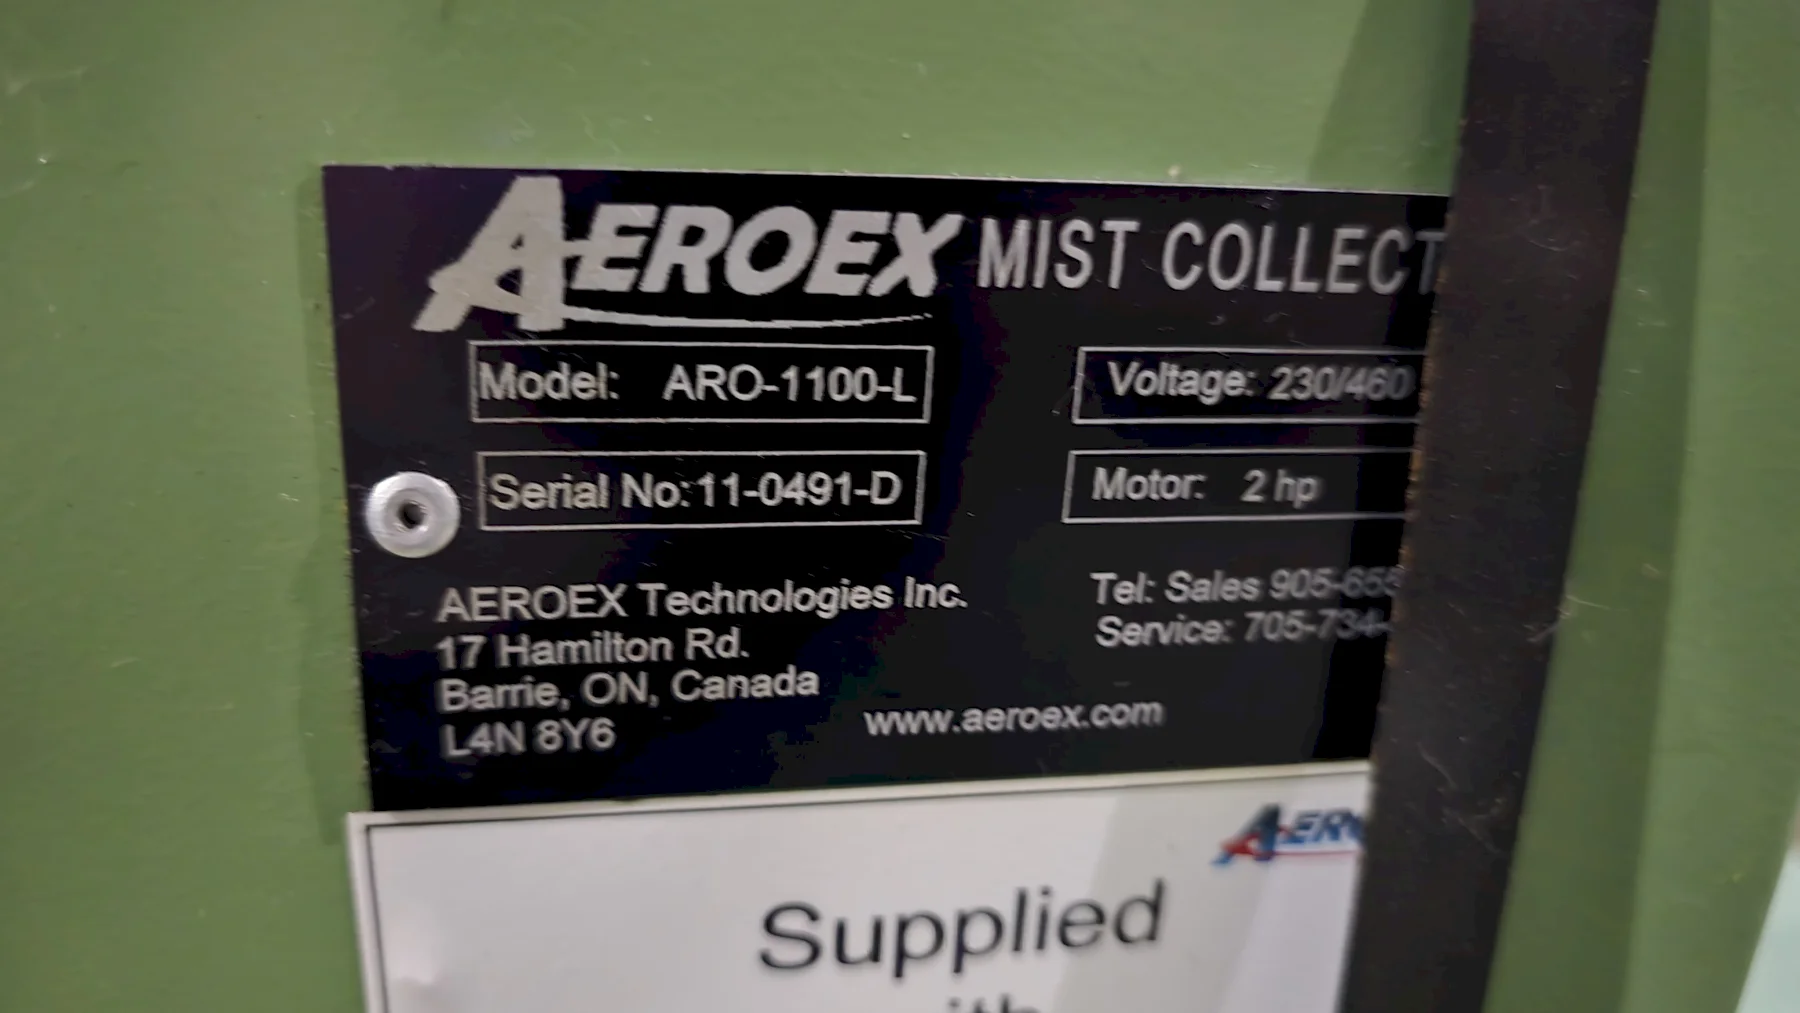 AEROEX MIST COLLECT
Model: ARO-1100-L
Voltage: 230/460
Serial No: 11-0491-D
Motor: 2 hp
AEROEX Technologies Inc.
17 Hamilton Rd.
Barrie, ON, Canada
L4N 8Y6
Tel: Sales 905-655
Service: 705-734-
www.aeroex.com
AERO
Supplied